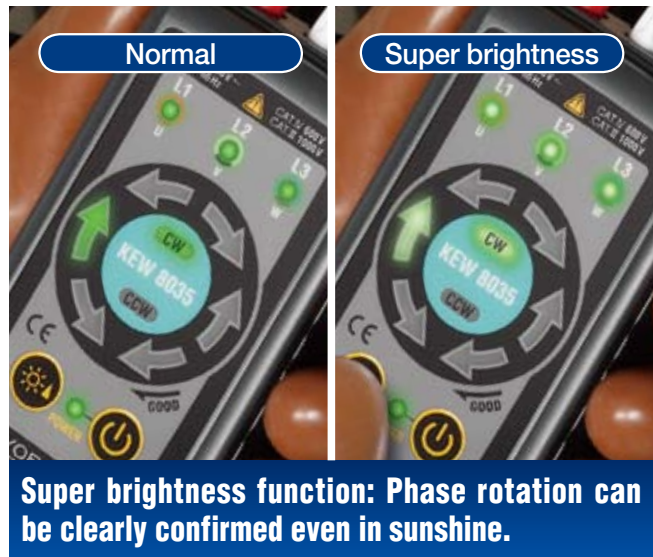 Normal
Super brightness
L1
U
L2
V
L3
W
CAT.IV 600V
CAT.III 1000V
CW
KEW 8035
CCW
CE
GOOD
POWER
L1
U
L2
V
L3
W
CAT.IV 600V
CAT.III 1000V
CW
KEW 8035
CCW
CE
GOOD
Super brightness function: Phase rotation can
be clearly confirmed even in sunshine.